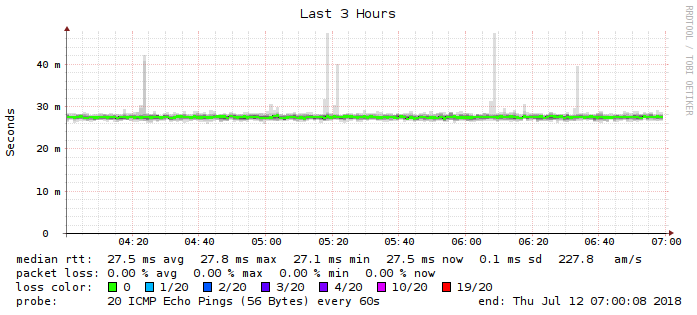 Last 3 Hours
RRDTOOL / TOBI OETIKER
Seconds
40 m
30 m
20 m
10 m
0
04:20 04:40 05:00 05:20 05:40 06:00 06:20 06:40 07:00
median rtt: 27.5 ms avg 27.8 ms max 27.1 ms min 27.5 ms now 0.1 ms sd 227.8 am/s
packet loss: 0.00 % avg 0.00 % max 0.00 % min 0.00 % now
loss color: 0 1/20 2/20 3/20 4/20 10/20 19/20
probe: 20 ICMP Echo Pings (56 Bytes) every 60s end: Thu Jul 12 07:00:08 2018